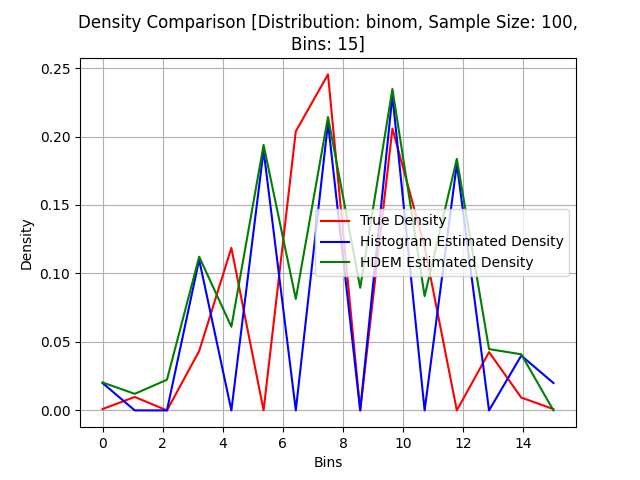 Density Comparison [Distribution: binom, Sample Size: 100,
Bins: 15]
0.25
0.20
0.15
0.10
0.05
0.00
Density
True Density
Histogram Estimated Density
HDEM Estimated Density
0 2 4 6 8 10 12 14
Bins